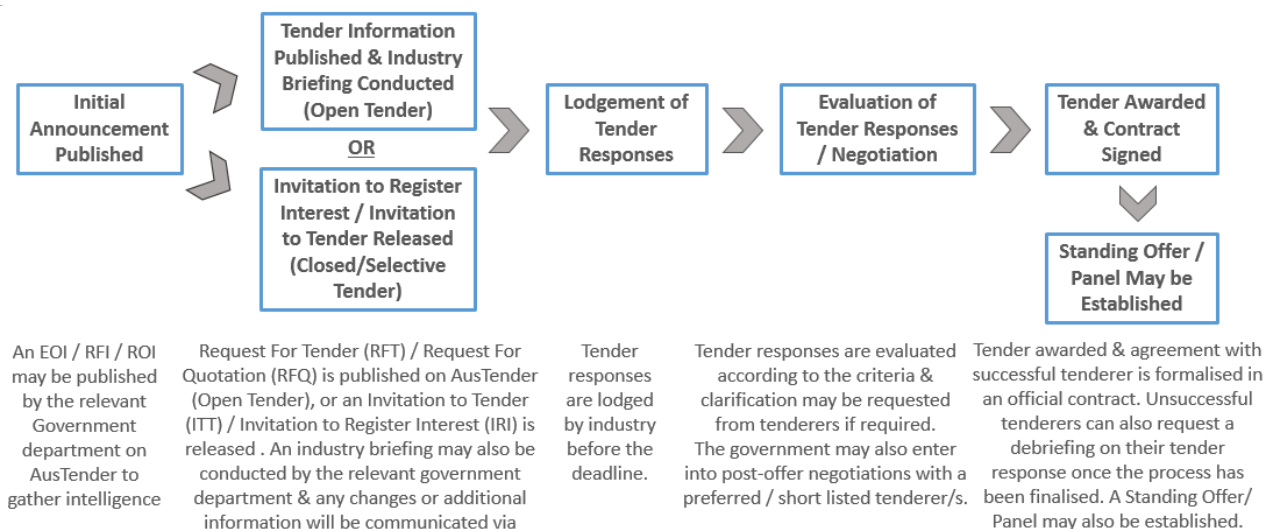 Initial
Announcement
Published
Tender Information
Published & Industry
Briefing Conducted
(Open Tender)
OR
Invitation to Register
Interest / Invitation
to Tender Released
(Closed/Selective
Tender)
Lodgement of
Tender
Responses
Evaluation of
Tender Responses
/ Negotiation
Tender Awarded
& Contract
Signed
Standing Offer /
Panel May be
Established
An EOI / RFI / ROI
may be published
by the relevant
Government
department on
AusTender to
gather intelligence
Request For Tender (RFT) / Request For
Quotation (RFQ) is published on AusTender
(Open Tender), or an Invitation to Tender
(ITT) / Invitation to Register Interest (IRI) is
released . An industry briefing may also be
conducted by the relevant government
department & any changes or additional
information will be communicated via
Tender
responses
are lodged
by industry
before the
deadline.
Tender responses are evaluated
according to the criteria &
clarification may be requested
from tenderers if required.
The government may also enter
into post-offer negotiations with a
preferred / short listed tenderer/s.
Tender awarded & agreement with
successful tenderer is formalised in
an official contract. Unsuccessful
tenderers can also request a
debriefing on their tender
response once the process has
been finalised. A Standing Offer/
Panel may also be established.